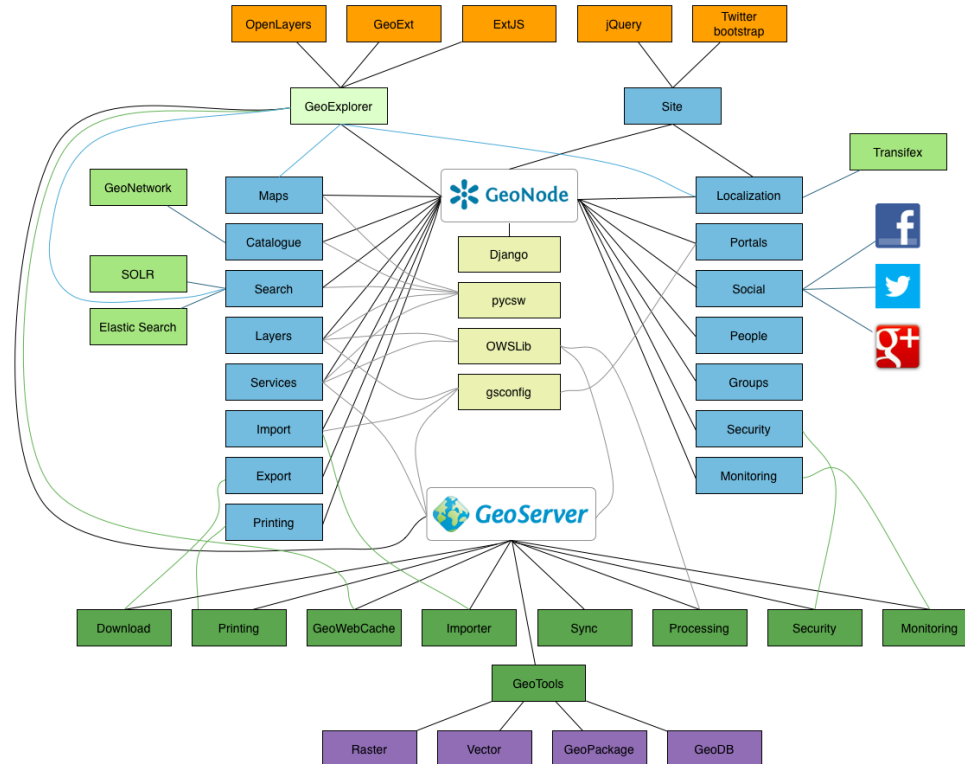 OpenLayers
GeoExt
ExtJS
jQuery
Twitter
bootstrap
GeoExplorer
Site
Transifex
GeoNetwork
Maps
GeoNode
Localization
Catalogue
Django
Portals
f
SOLR
Search
pycsw
Social
Elastic Search
Layers
OWSLib
People
g+
Services
gsconfig
Groups
Import
Security
Export
Monitoring
Printing
GeoServer
Download
Printing
GeoWebCache
Importer
Sync
Processing
Security
Monitoring
GeoTools
Raster
Vector
GeoPackage
GeoDB